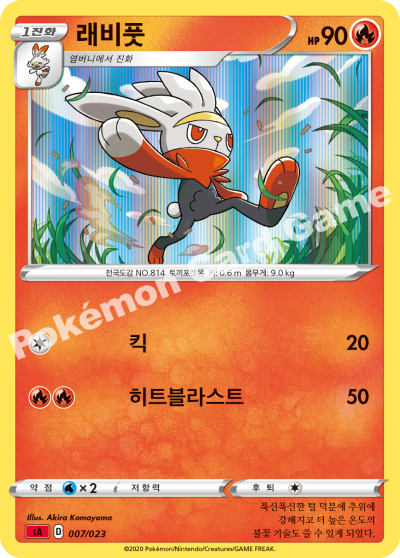 1진화
래비풋
HP 90
염버니에서 진화
전국도감 NO.814 토끼포켓몬 키: 0.6 m 몸무게: 9.0 kg
킥 20
히트블라스트 50
약점 ×2 저항력 후퇴
Illus. Akira Komayama
sA D 007/023
푹신푹신한 털 덕분에 추위에
강해지고 더 높은 온도의
불꽃 기술도 쓸 수 있게 되었다.
©2020 Pokémon/Nintendo/Creatures/GAME FREAK.
Pokémon Card Game